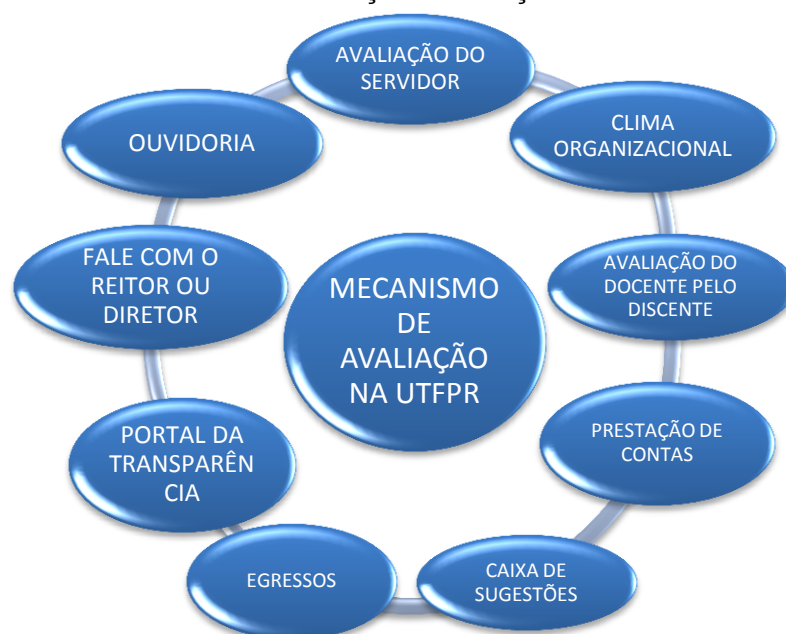 AVALIAÇÃO DO
SERVIDOR
CLIMA
ORGANIZACIONAL
AVALIAÇÃO DO
DOCENTE PELO
DISCENTE
PRESTAÇÃO DE
CONTAS
CAIXA DE
SUGESTÕES
EGRESSOS
PORTAL DA
TRANSPARÊN
CIA
FALE COM O
REITOR OU
DIRETOR
OUVIDORIA
MECANISMO
DE
AVALIAÇÃO
NA UTFPR